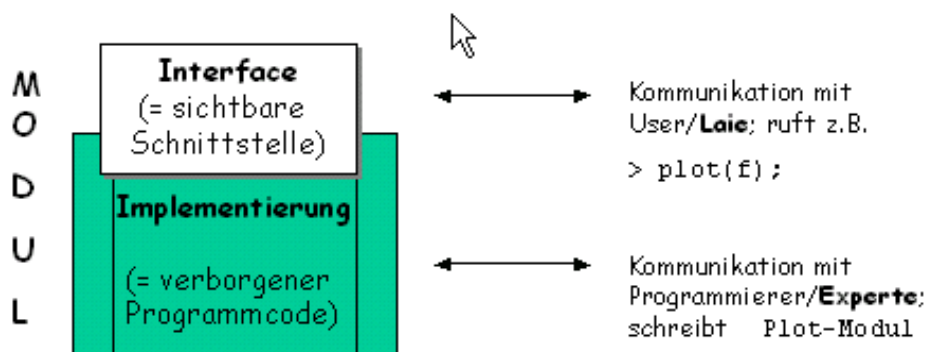 M
O
D
U
L
Interface
(= sichtbare
Schnittstelle)
Implementierung
(= verborgener
Programmcode)
Kommunikation mit
User/Laie; ruft z.B.
> plot(f);
Kommunikation mit
Programmierer/Experte;
schreibt Plot-Modul